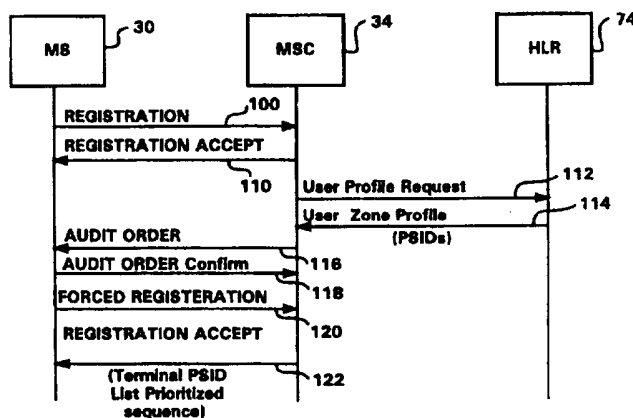 MS
30
MSC
34
HLR
74
REGISTRATION
100
REGISTRATION ACCEPT
110
User Profile Request
112
User Zone Profile
114
(PSIDs)
AUDIT ORDER
116
AUDIT ORDER Confirm
118
FORCED REGISTERATION
120
REGISTRATION ACCEPT
122
(Terminal PSID
List Prioritized
sequence)